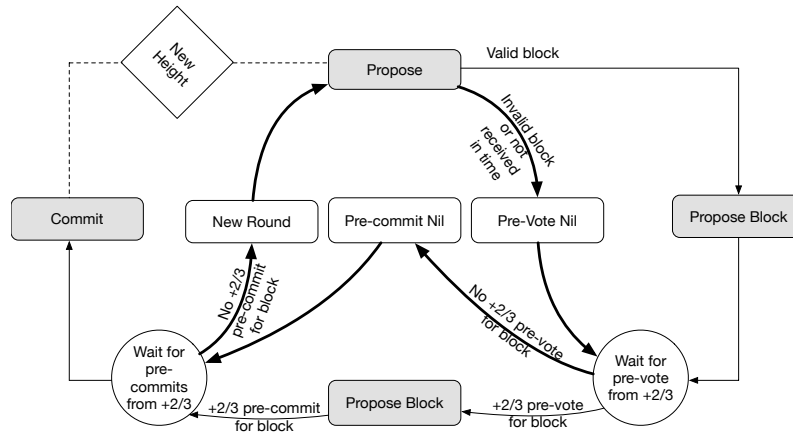 New
Height
Propose
Valid block
Invalid block
or not
received
in time
Commit
New Round
Pre-commit Nil
Pre-Vote Nil
Propose Block
No +2/3
pre-commit
for block
No +2/3 pre-vote
for block
Wait for
pre-
commits
from +2/3
+2/3 pre-commit
for block
Propose Block
+2/3 pre-vote
for block
Wait for
pre-vote
from +2/3